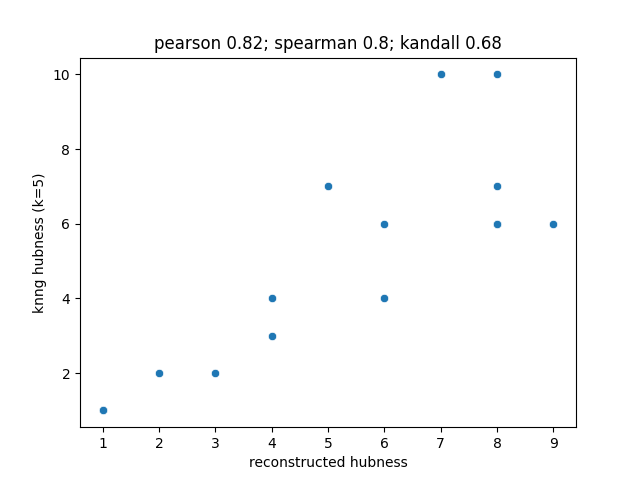 pearson 0.82; spearman 0.8; kandall 0.68
10
8
6
4
2
knng hubness (k=5)
1 2 3 4 5 6 7 8 9
reconstructed hubness